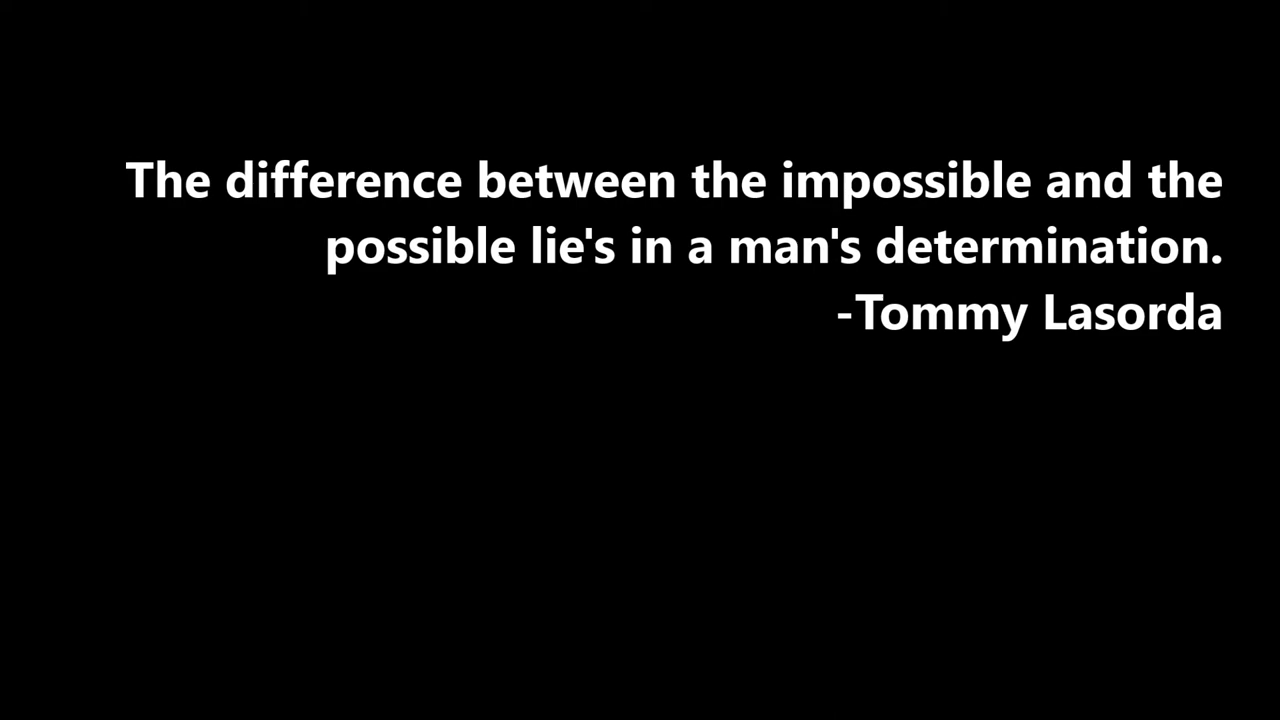 The difference between the impossible and the
possible lie's in a man's determination.
-Tommy Lasorda